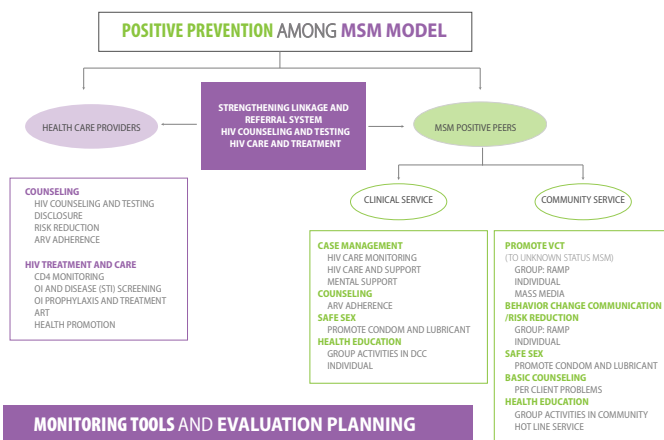 POSITIVE PREVENTION AMONG MSM MODEL
STRENGTHENING LINKAGE AND
REFERRAL SYSTEM
HIV COUNSELING AND TESTING
HIV CARE AND TREATMENT
HEALTH CARE PROVIDERS
MSM POSITIVE PEERS
COUNSELING
HIV COUNSELING AND TESTING
DISCLOSURE
RISK REDUCTION
ARV ADHERENCE
HIV TREATMENT AND CARE
CD4 MONITORING
OI AND DISEASE (STI) SCREENING
OI PROPHYLAXIS AND TREATMENT
ART
HEALTH PROMOTION
CLINICAL SERVICE
CASE MANAGEMENT
HIV CARE MONITORING
HIV CARE AND SUPPORT
MENTAL SUPPORT
COUNSELING
ARV ADHERENCE
SAFE SEX
PROMOTE CONDOM AND LUBRICANT
HEALTH EDUCATION
GROUP ACTIVITIES IN DCC
INDIVIDUAL
COMMUNITY SERVICE
PROMOTE VCT
(TO UNKNOWN STATUS MSM)
GROUP: RAMP
INDIVIDUAL
MASS MEDIA
BEHAVIOR CHANGE COMMUNICATION
/RISK REDUCTION
GROUP: RAMP
INDIVIDUAL
SAFE SEX
PROMOTE CONDOM AND LUBRICANT
BASIC COUNSELING
PER CLIENT PROBLEMS
HEALTH EDUCATION
GROUP ACTIVITIES IN COMMUNITY
HOT LINE SERVICE
MONITORING TOOLS AND EVALUATION PLANNING